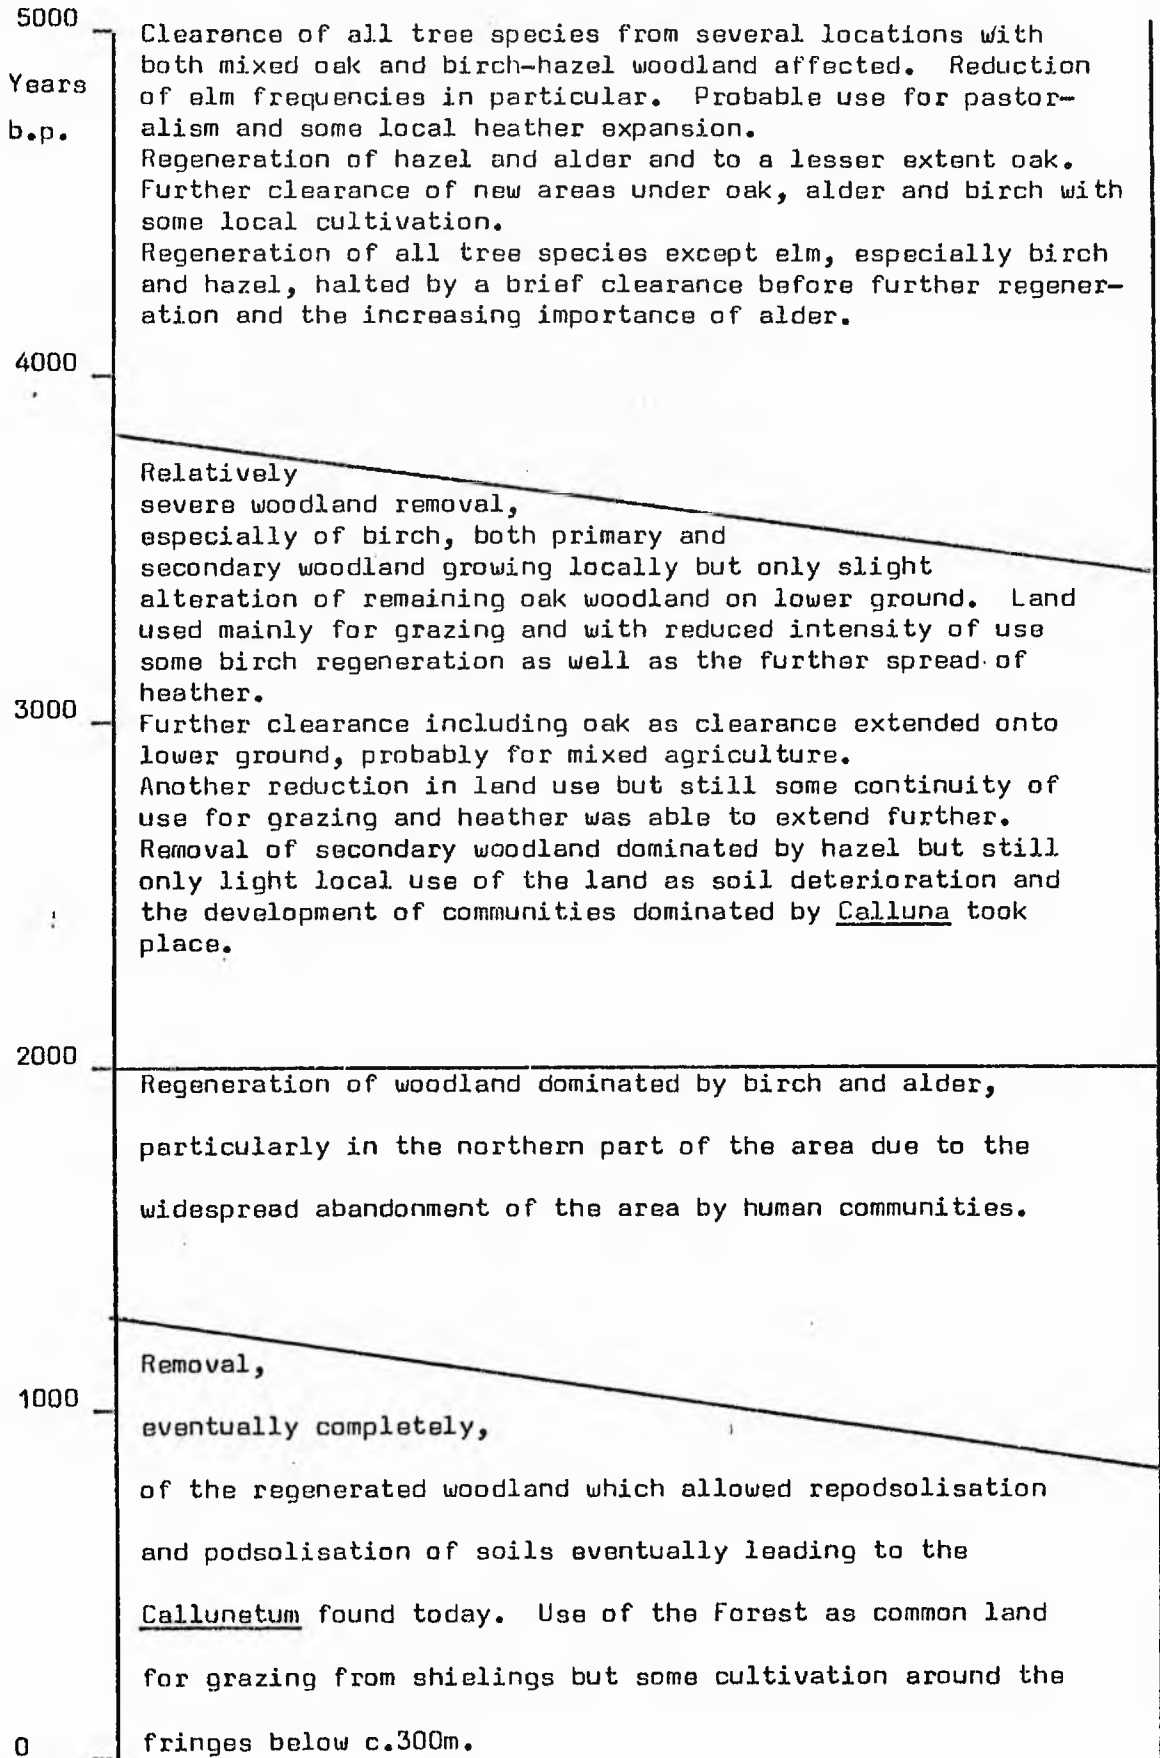 5000
Years
b.p.
Clearance of all tree species from several locations with
both mixed oak and birch-hazel woodland affected. Reduction
of elm frequencies in particular. Probable use for pastor-
alism and some local heather expansion.
Regeneration of hazel and alder and to a lesser extent oak.
Further clearance of new areas under oak, alder and birch with
some local cultivation.
Regeneration of all tree species except elm, especially birch
and hazel, halted by a brief clearance before further regener-
ation and the increasing importance of alder.
4000
Relatively
severe woodland removal,
especially of birch, both primary and
secondary woodland growing locally but only slight
alteration of remaining oak woodland on lower ground. Land
used mainly for grazing and with reduced intensity of use
some birch regeneration as well as the further spread of
heather.
3000
Further clearance including oak as clearance extended onto
lower ground, probably for mixed agriculture.
Another reduction in land use but still some continuity of
use for grazing and heather was able to extend further.
Removal of secondary woodland dominated by hazel but still
only light local use of the land as soil deterioration and
the development of communities dominated by Calluna took
place.
2000
Regeneration of woodland dominated by birch and alder,
particularly in the northern part of the area due to the
widespread abandonment of the area by human communities.
Removal,
1000
eventually completely,
of the regenerated woodland which allowed repodsolisation
and podsolisation of soils eventually leading to the
Callunetum found today. Use of the Forest as common land
for grazing from shielings but some cultivation around the
fringes below c.300m.
0